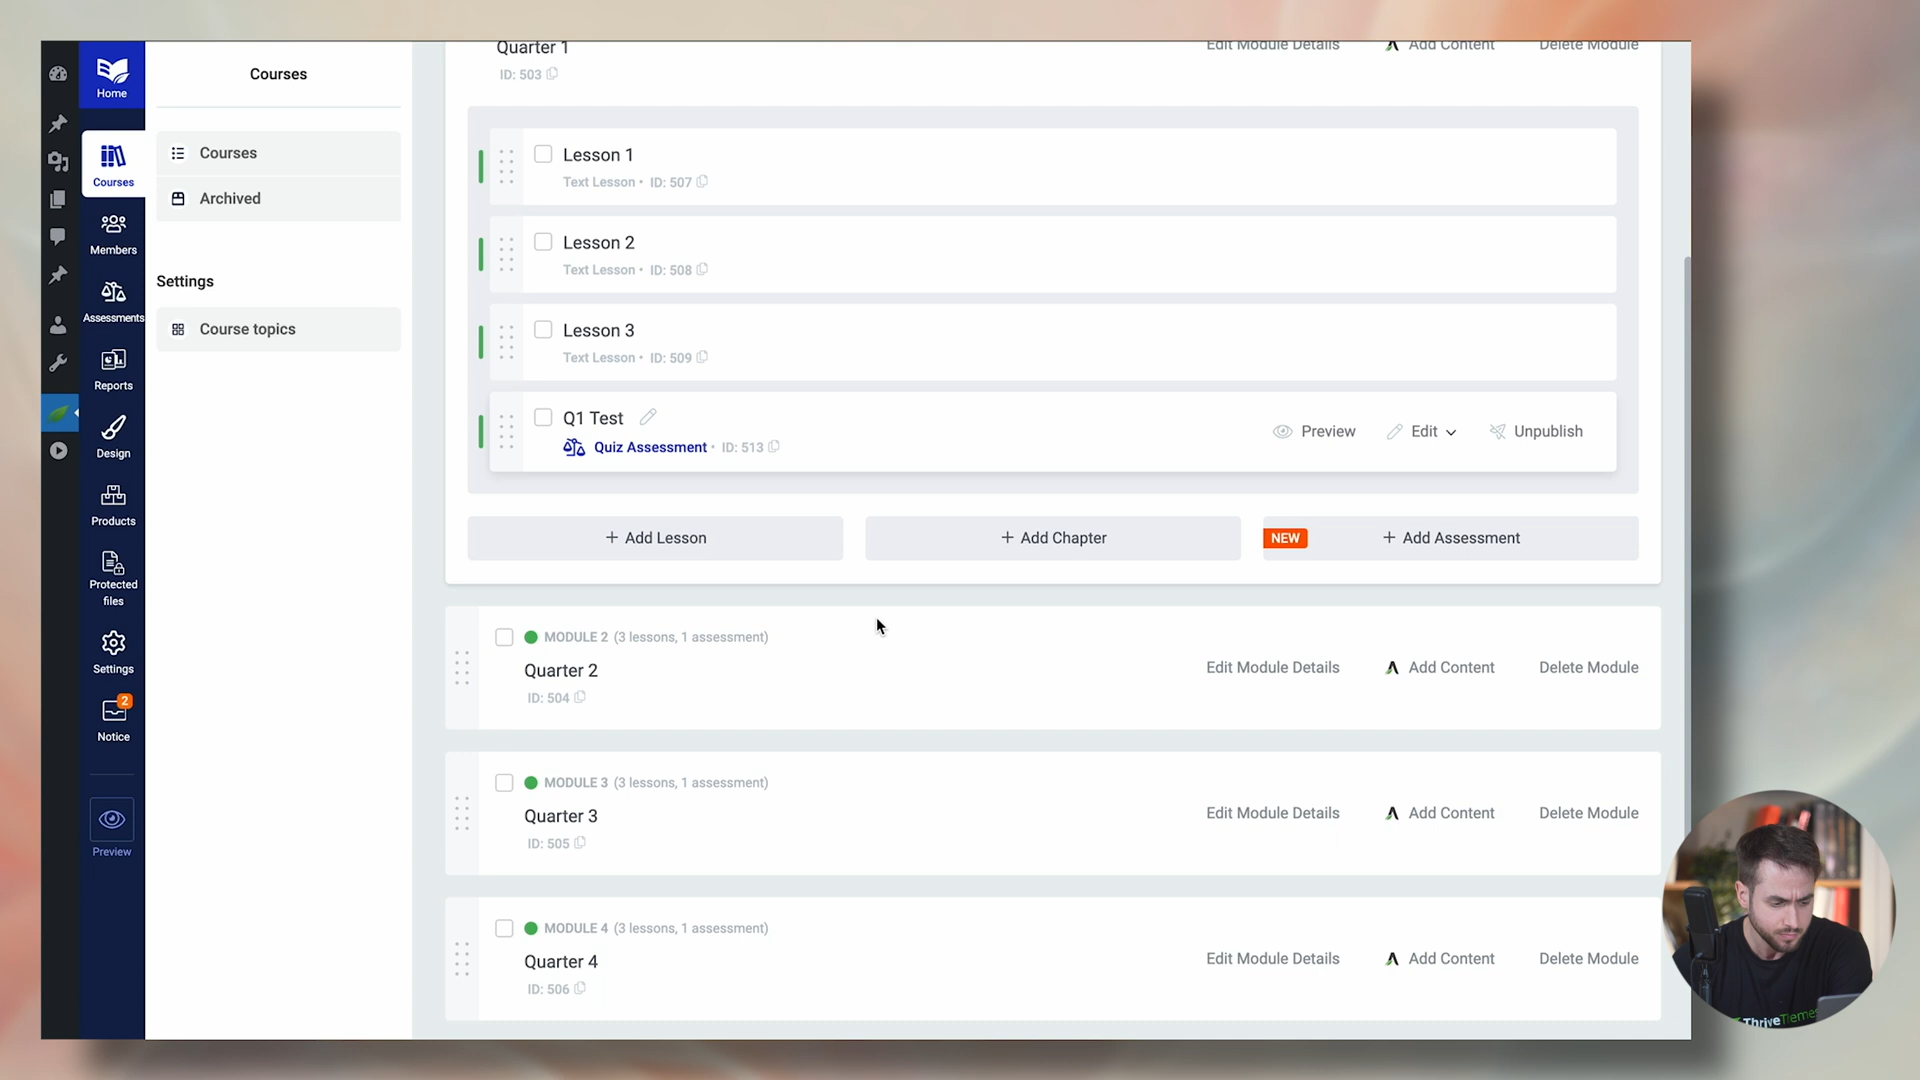 Home
Courses
Members
Assessments
Reports
Design
Products
Protected
files
Settings
2
Notice
Preview
Courses
Courses
Archived
Settings
Course topics
Quarter 1
ID: 503
Edit Module Details
Add Content
Delete Module
Lesson 1
Text Lesson • ID: 507
Lesson 2
Text Lesson • ID: 508
Lesson 3
Text Lesson • ID: 509
Q1 Test
Quiz Assessment • ID: 513
Preview
Edit
Unpublish
+ Add Lesson
+ Add Chapter
NEW
+ Add Assessment
MODULE 2 (3 lessons, 1 assessment)
Quarter 2
ID: 504
Edit Module Details
Add Content
Delete Module
MODULE 3 (3 lessons, 1 assessment)
Quarter 3
ID: 505
Edit Module Details
Add Content
Delete Module
MODULE 4 (3 lessons, 1 assessment)
Quarter 4
ID: 506
Edit Module Details
Add Content
Delete Module
ThriveThemes